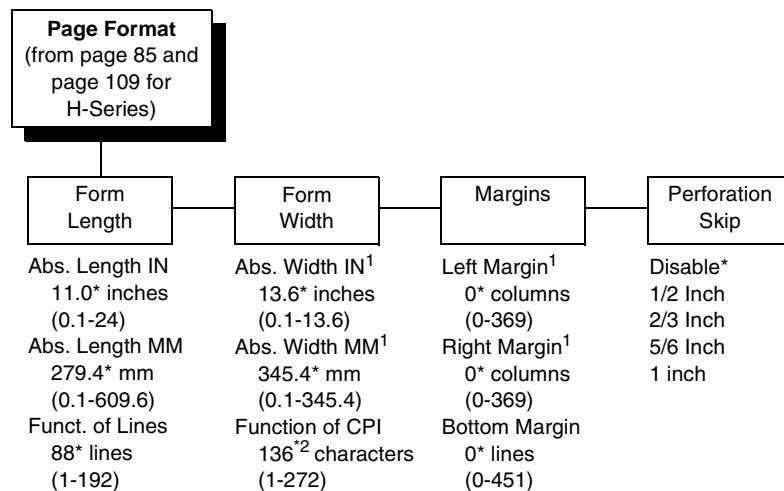 Page Format
(from page 85 and
page 109 for
H-Series)
Form
Length
Abs. Length IN
11.0* inches
(0.1-24)
Abs. Length MM
279.4* mm
(0.1-609.6)
Funct. of Lines
88* lines
(1-192)
Form
Width
Abs. Width IN1
13.6* inches
(0.1-13.6)
Abs. Width MM1
345.4* mm
(0.1-345.4)
Function of CPI
136*2 characters
(1-272)
Margins
Left Margin1
0* columns
(0-369)
Right Margin1
0* columns
(0-369)
Bottom Margin
0* lines
(0-451)
Perforation
Skip
Disable*
1/2 Inch
2/3 Inch
5/6 Inch
1 inch